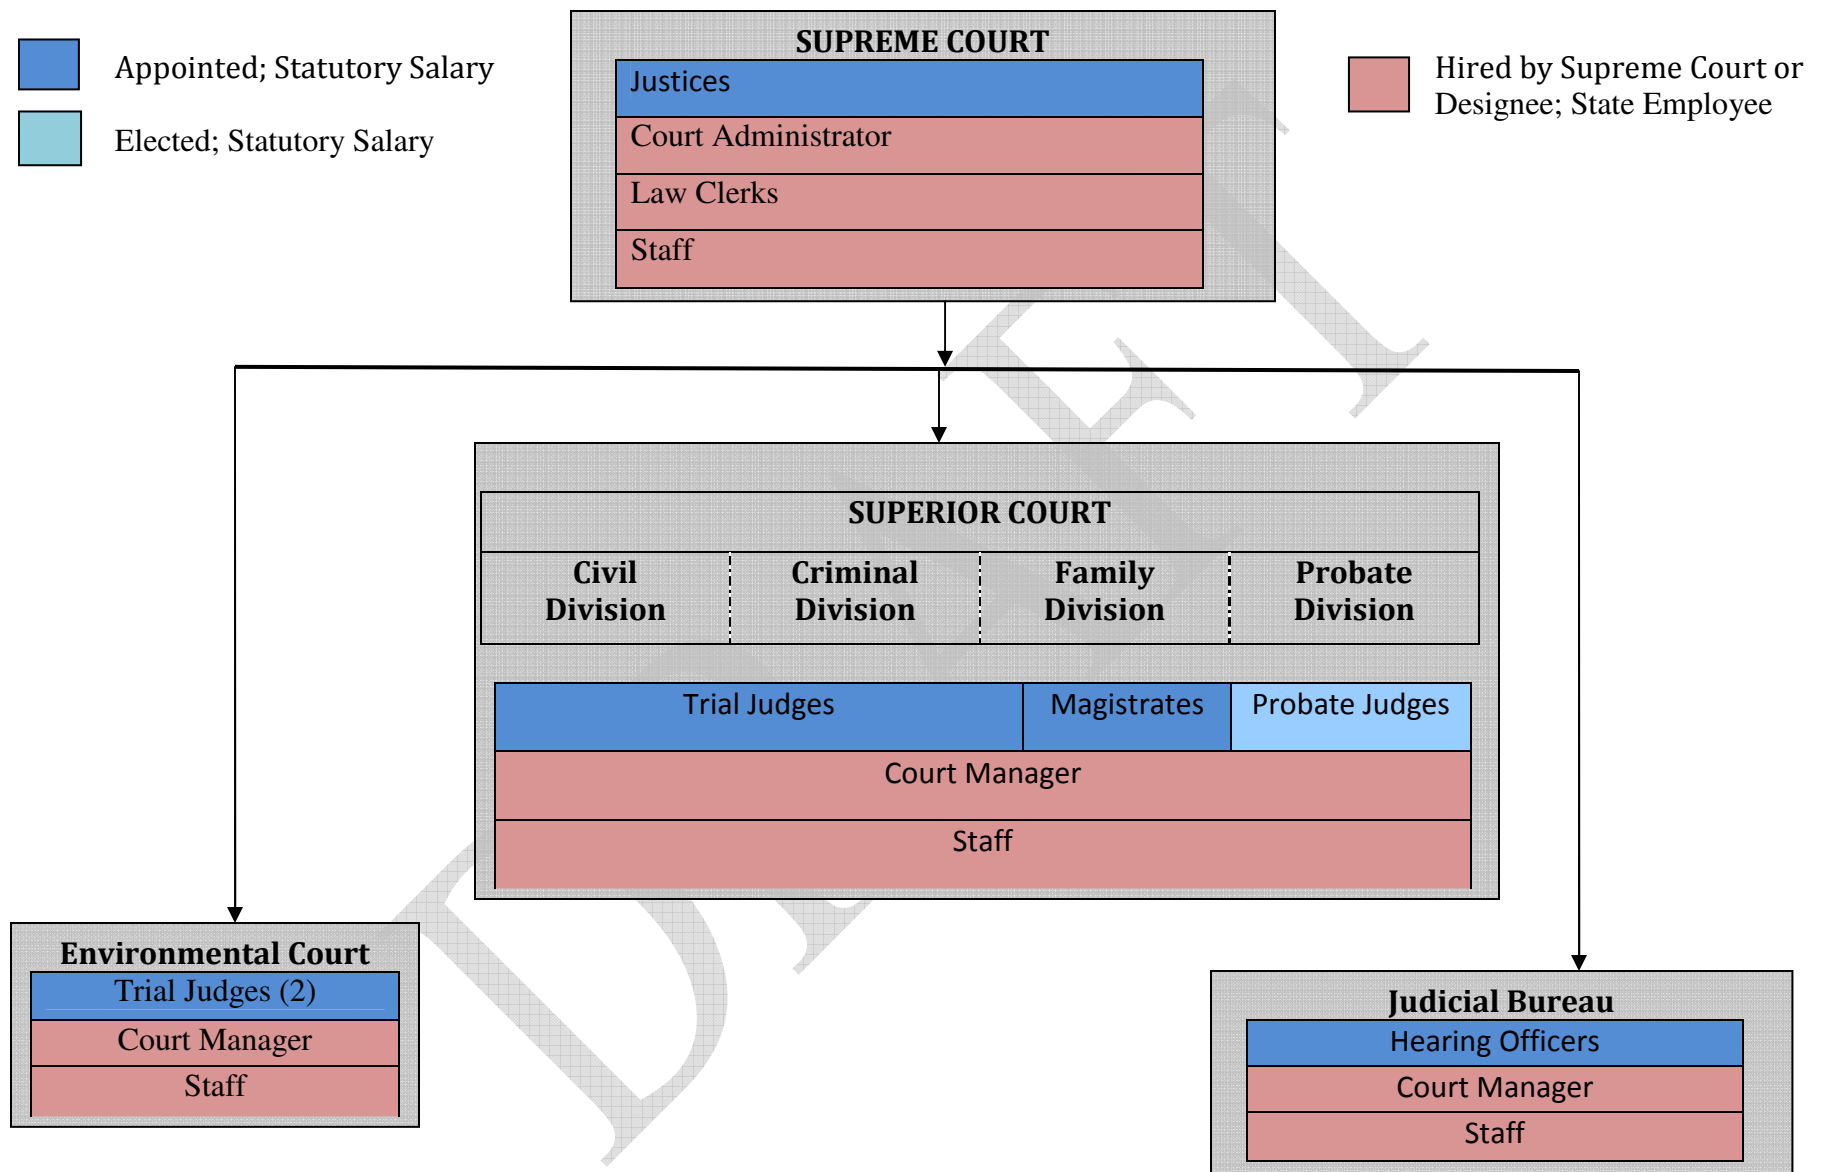 SUPREME COURT
Appointed; Statutory Salary
Elected; Statutory Salary
Hired by Supreme Court or
Designee; State Employee
Justices
Court Administrator
Law Clerks
Staff
SUPERIOR COURT
Civil
Division
Criminal
Division
Family
Division
Probate
Division
Trial Judges
Magistrates
Probate Judges
Court Manager
Staff
Environmental Court
Trial Judges (2)
Court Manager
Staff
Judicial Bureau
Hearing Officers
Court Manager
Staff
DRAFT